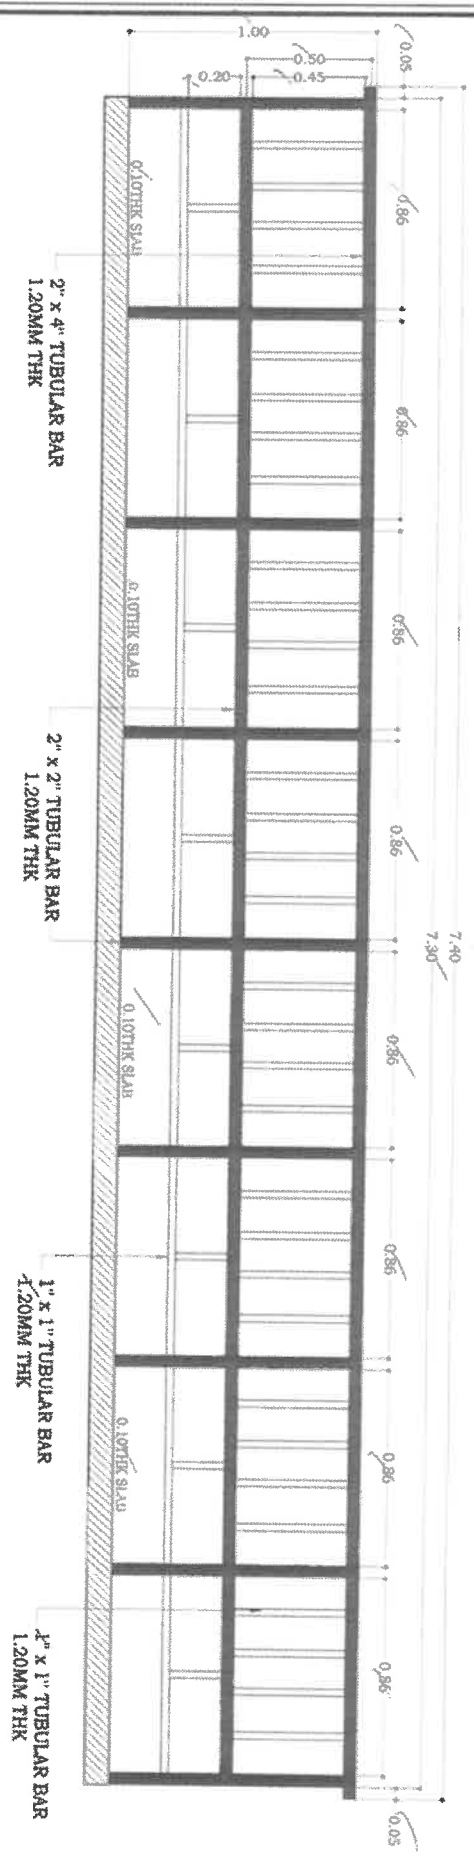 7.40
7.30
0.05
0.86
0.86
0.86
0.86
0.86
0.86
0.86
0.86
0.05
1.00
0.50
0.45
0.20
0.10THK SLAB
0.10THK SLAB
0.10THK SLAB
0.10THK SLAB
2" x 4" TUBULAR BAR
1.20MM THK
2" x 2" TUBULAR BAR
1.20MM THK
1" x 1" TUBULAR BAR
1.20MM THK
1" x 1" TUBULAR BAR
1.20MM THK